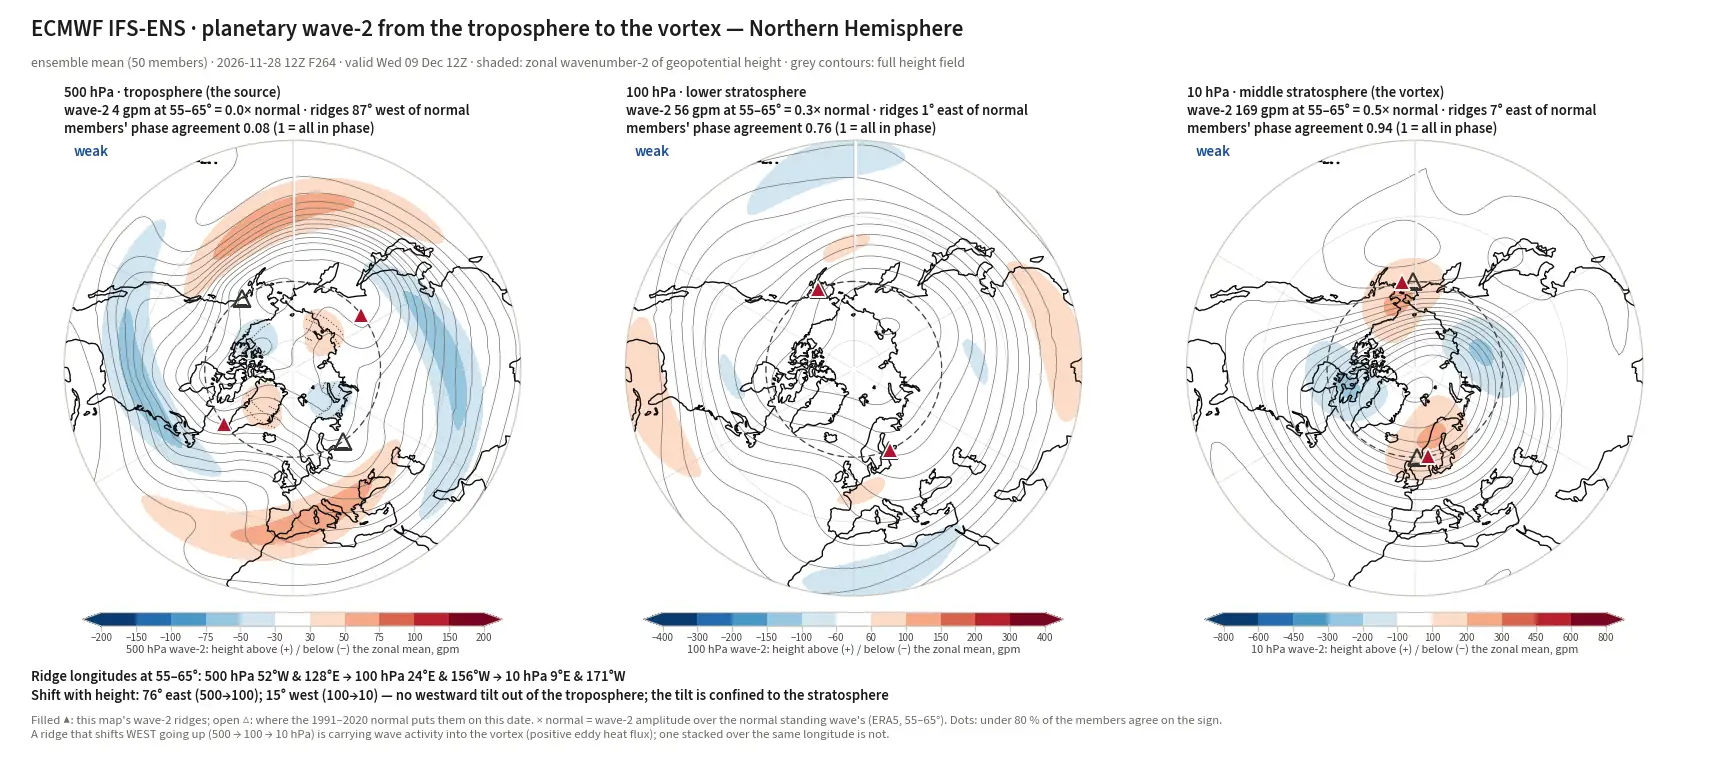 ECMWF IFS-ENS · planetary wave-2 from the troposphere to the vortex — Northern Hemisphere
ensemble mean (50 members) · 2026-11-28 12Z F264 · valid Wed 09 Dec 12Z · shaded: zonal wavenumber-2 of geopotential height · grey contours: full height field
500 hPa · troposphere (the source)
wave-2 4 gpm at 55–65° = 0.0× normal · ridges 87° west of normal
members' phase agreement 0.08 (1 = all in phase)
weak
100 hPa · lower stratosphere
wave-2 56 gpm at 55–65° = 0.3× normal · ridges 1° east of normal
members' phase agreement 0.76 (1 = all in phase)
weak
10 hPa · middle stratosphere (the vortex)
wave-2 169 gpm at 55–65° = 0.5× normal · ridges 7° east of normal
members' phase agreement 0.94 (1 = all in phase)
weak
−200 −150 −100 −75 −50 −30 30 50 75 100 150 200
500 hPa wave-2: height above (+) / below (−) the zonal mean, gpm
−400 −300 −200 −150 −100 −60 60 100 150 200 300 400
100 hPa wave-2: height above (+) / below (−) the zonal mean, gpm
−800 −600 −450 −300 −200 −100 100 200 300 450 600 800
10 hPa wave-2: height above (+) / below (−) the zonal mean, gpm
Ridge longitudes at 55–65°: 500 hPa 52°W & 128°E → 100 hPa 24°E & 156°W → 10 hPa 9°E & 171°W
Shift with height: 76° east (500→100); 15° west (100→10) — no westward tilt out of the troposphere; the tilt is confined to the stratosphere
Filled ▲: this map's wave-2 ridges; open △: where the 1991–2020 normal puts them on this date. × normal = wave-2 amplitude over the normal standing wave's (ERA5, 55–65°). Dots: under 80 % of the members agree on the sign.
A ridge that shifts WEST going up (500 → 100 → 10 hPa) is carrying wave activity into the vortex (positive eddy heat flux); one stacked over the same longitude is not.